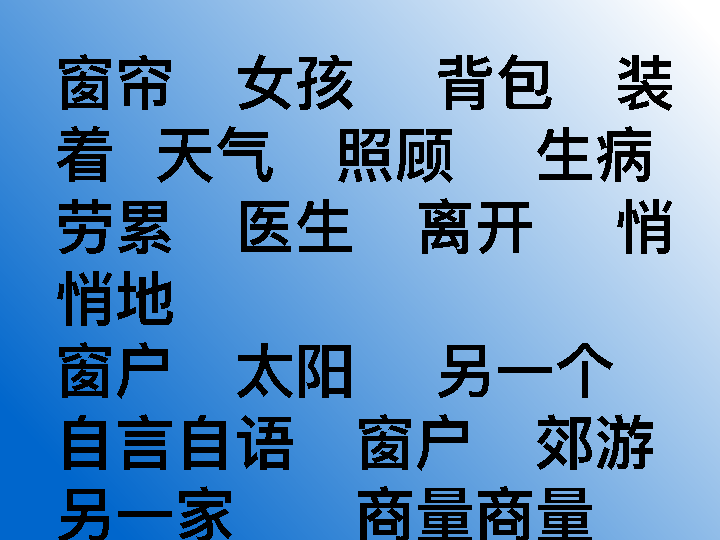 窗帘 女孩 背包 装
着 天气 照顾 生病
劳累 医生 离开 悄
悄地
窗户 太阳 另一个
自言自语 窗户 郊游
另一家 商量商量